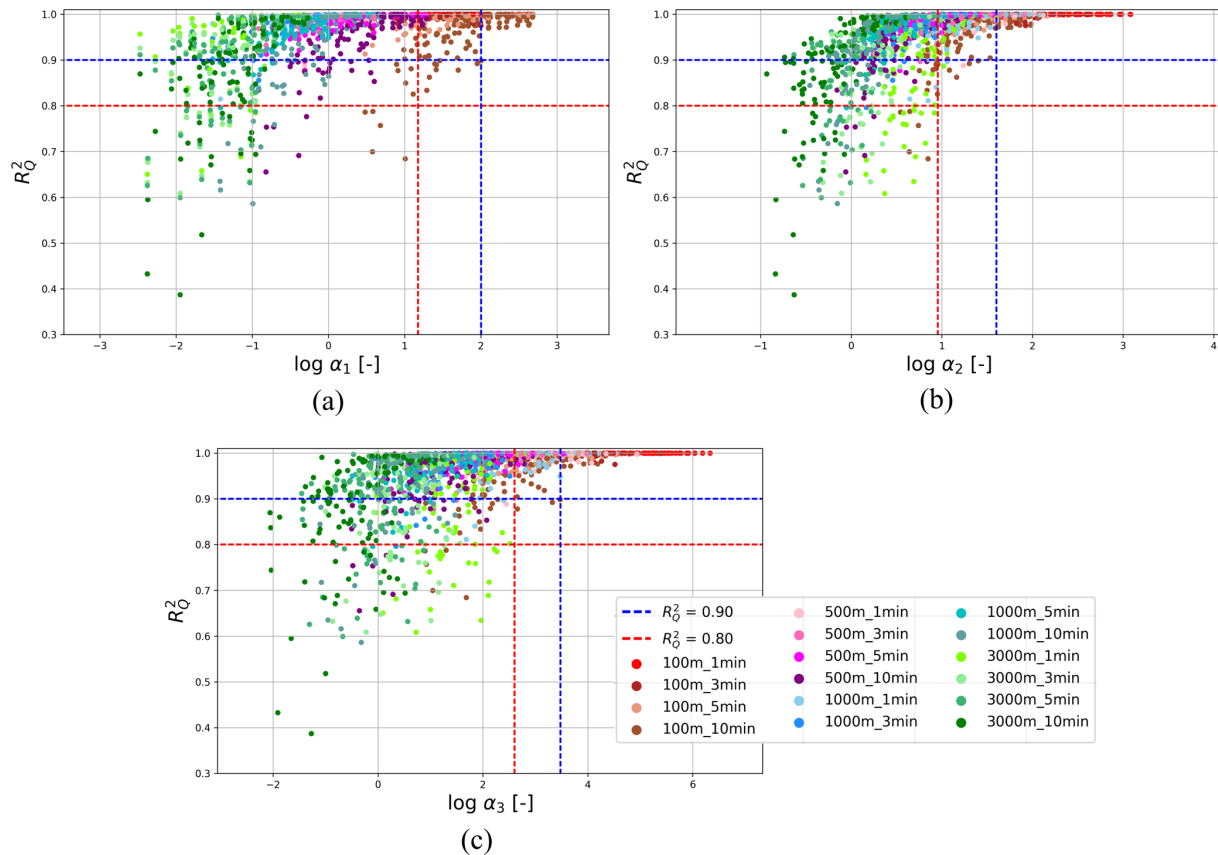 1.0
0.9
0.8
0.7
0.6
0.5
0.4
0.3
R_Q^2
−3
−2
−1
0
1
2
3
log α_1 [-]
(a)
1.0
0.9
0.8
0.7
0.6
0.5
0.4
0.3
R_Q^2
−1
0
1
2
3
4
log α_2 [-]
(b)
1.0
0.9
0.8
0.7
0.6
0.5
0.4
0.3
R_Q^2
−2
0
2
4
6
log α_3 [-]
(c)
R_Q^2 = 0.90
R_Q^2 = 0.80
100m_1min
100m_3min
100m_5min
100m_10min
500m_1min
500m_3min
500m_5min
500m_10min
1000m_1min
1000m_3min
1000m_5min
1000m_10min
3000m_1min
3000m_3min
3000m_5min
3000m_10min